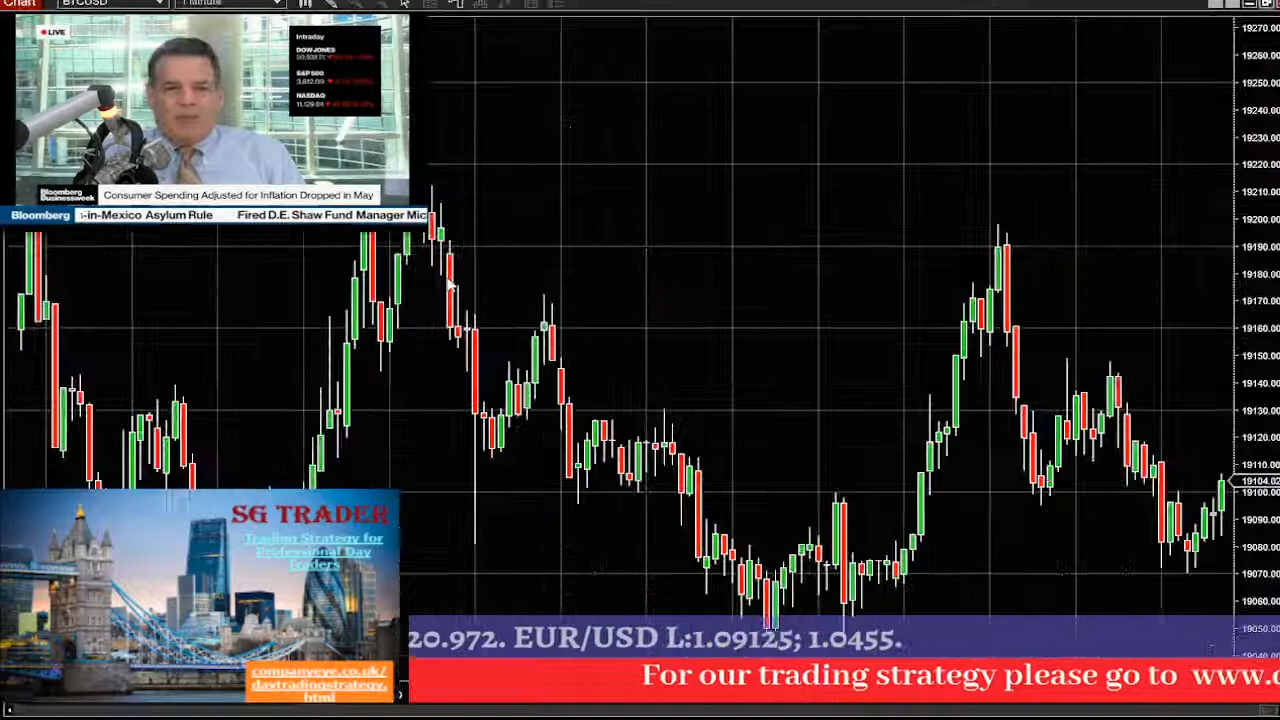 Chart
BTCUSD
1 Minute
LIVE
Intraday
DOW JONES
S&P 500
NASDAQ
Bloomberg
Businessweek
Consumer Spending Adjusted for Inflation Dropped in May
Bloomberg
-in-Mexico Asylum Rule Fired D.E. Shaw Fund Manager Mic
19270.00
19260.00
19250.00
19240.00
19230.00
19220.00
19210.00
19200.00
19190.00
19180.00
19170.00
19160.00
19150.00
19140.00
19130.00
19120.00
19110.00
19104.02
19090.00
19080.00
19070.00
19060.00
19050.00
SG TRADER
Trading Strategy for
Professional Day
Traders
companyeye.co.uk/
daytradingstrategy.
html
20.972. EUR/USD L:1.09125; 1.0455.
For our trading strategy please go to www.